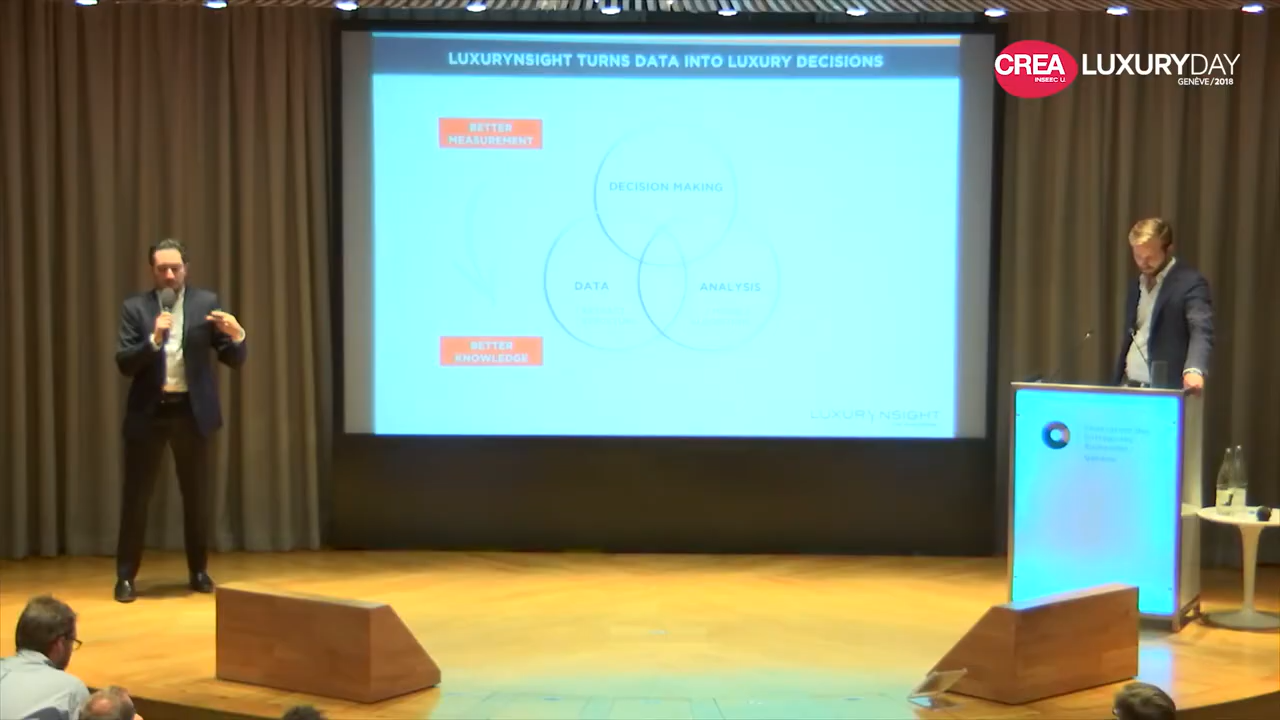 LUXURYNSIGHT TURNS DATA INTO LUXURY DECISIONS
CREA
INSEEC U.
LUXURYDAY
GENÈVE/2018
BETTER
MEASUREMENT
DECISION MAKING
DATA
ANALYSIS
BETTER
KNOWLEDGE
LUXURYNSIGHT